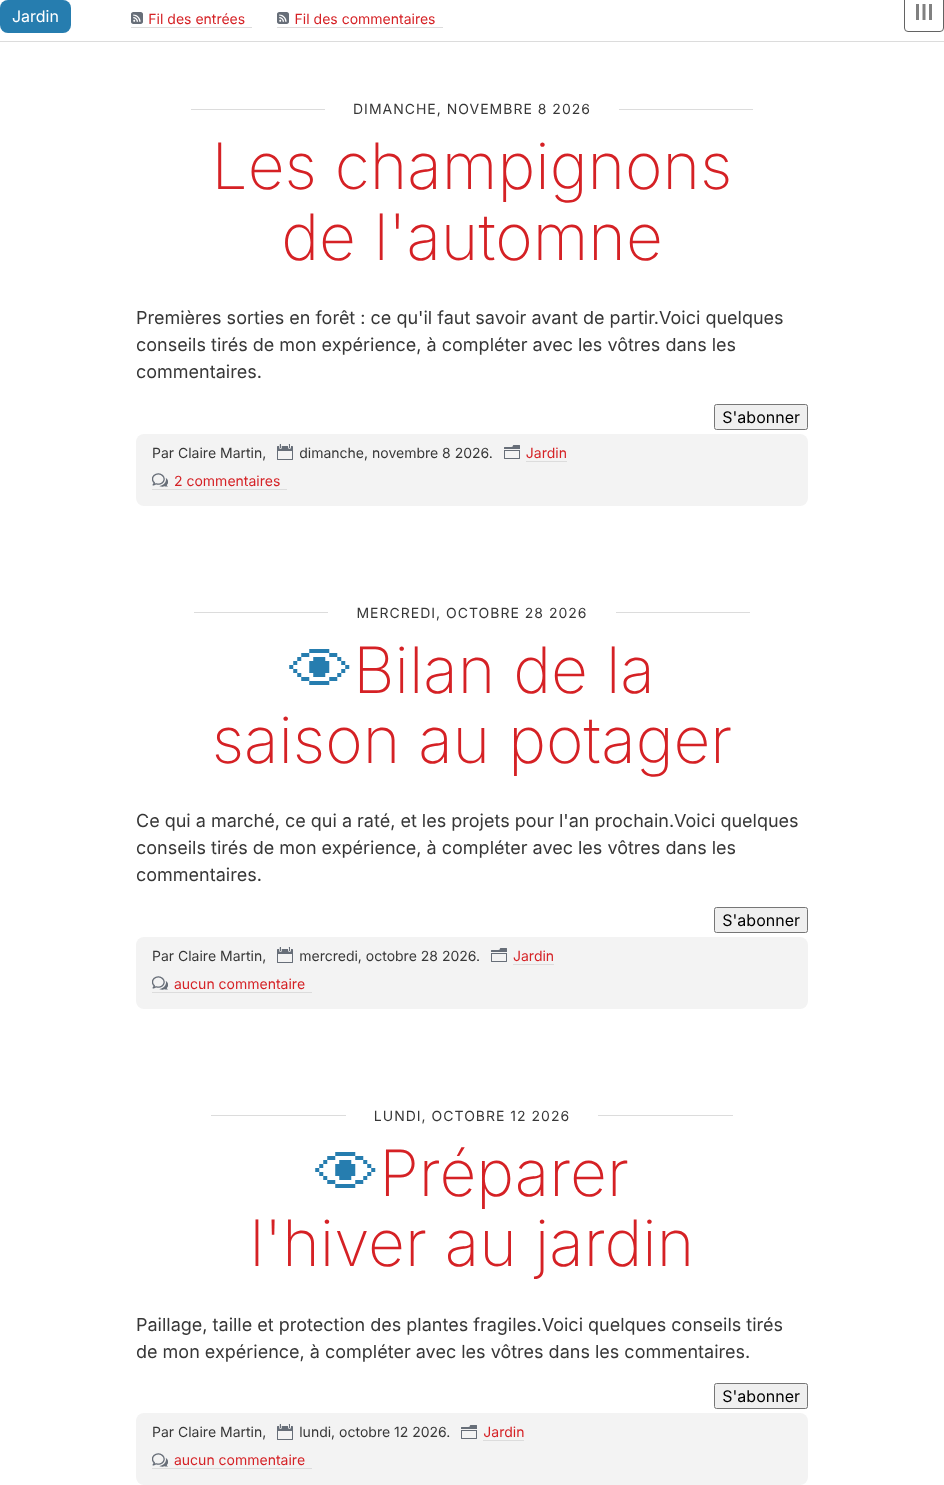 Jardin
Fil des entrées
Fil des commentaires
DIMANCHE, NOVEMBRE 8 2026
Les champignons
de l'automne
Premières sorties en forêt : ce qu'il faut savoir avant de partir.Voici quelques
conseils tirés de mon expérience, à compléter avec les vôtres dans les
commentaires.
S'abonner
Par Claire Martin, dimanche, novembre 8 2026. Jardin
2 commentaires
MERCREDI, OCTOBRE 28 2026
Bilan de la
saison au potager
Ce qui a marché, ce qui a raté, et les projets pour l'an prochain.Voici quelques
conseils tirés de mon expérience, à compléter avec les vôtres dans les
commentaires.
S'abonner
Par Claire Martin, mercredi, octobre 28 2026. Jardin
aucun commentaire
LUNDI, OCTOBRE 12 2026
Préparer
l'hiver au jardin
Paillage, taille et protection des plantes fragiles.Voici quelques conseils tirés
de mon expérience, à compléter avec les vôtres dans les commentaires.
S'abonner
Par Claire Martin, lundi, octobre 12 2026. Jardin
aucun commentaire